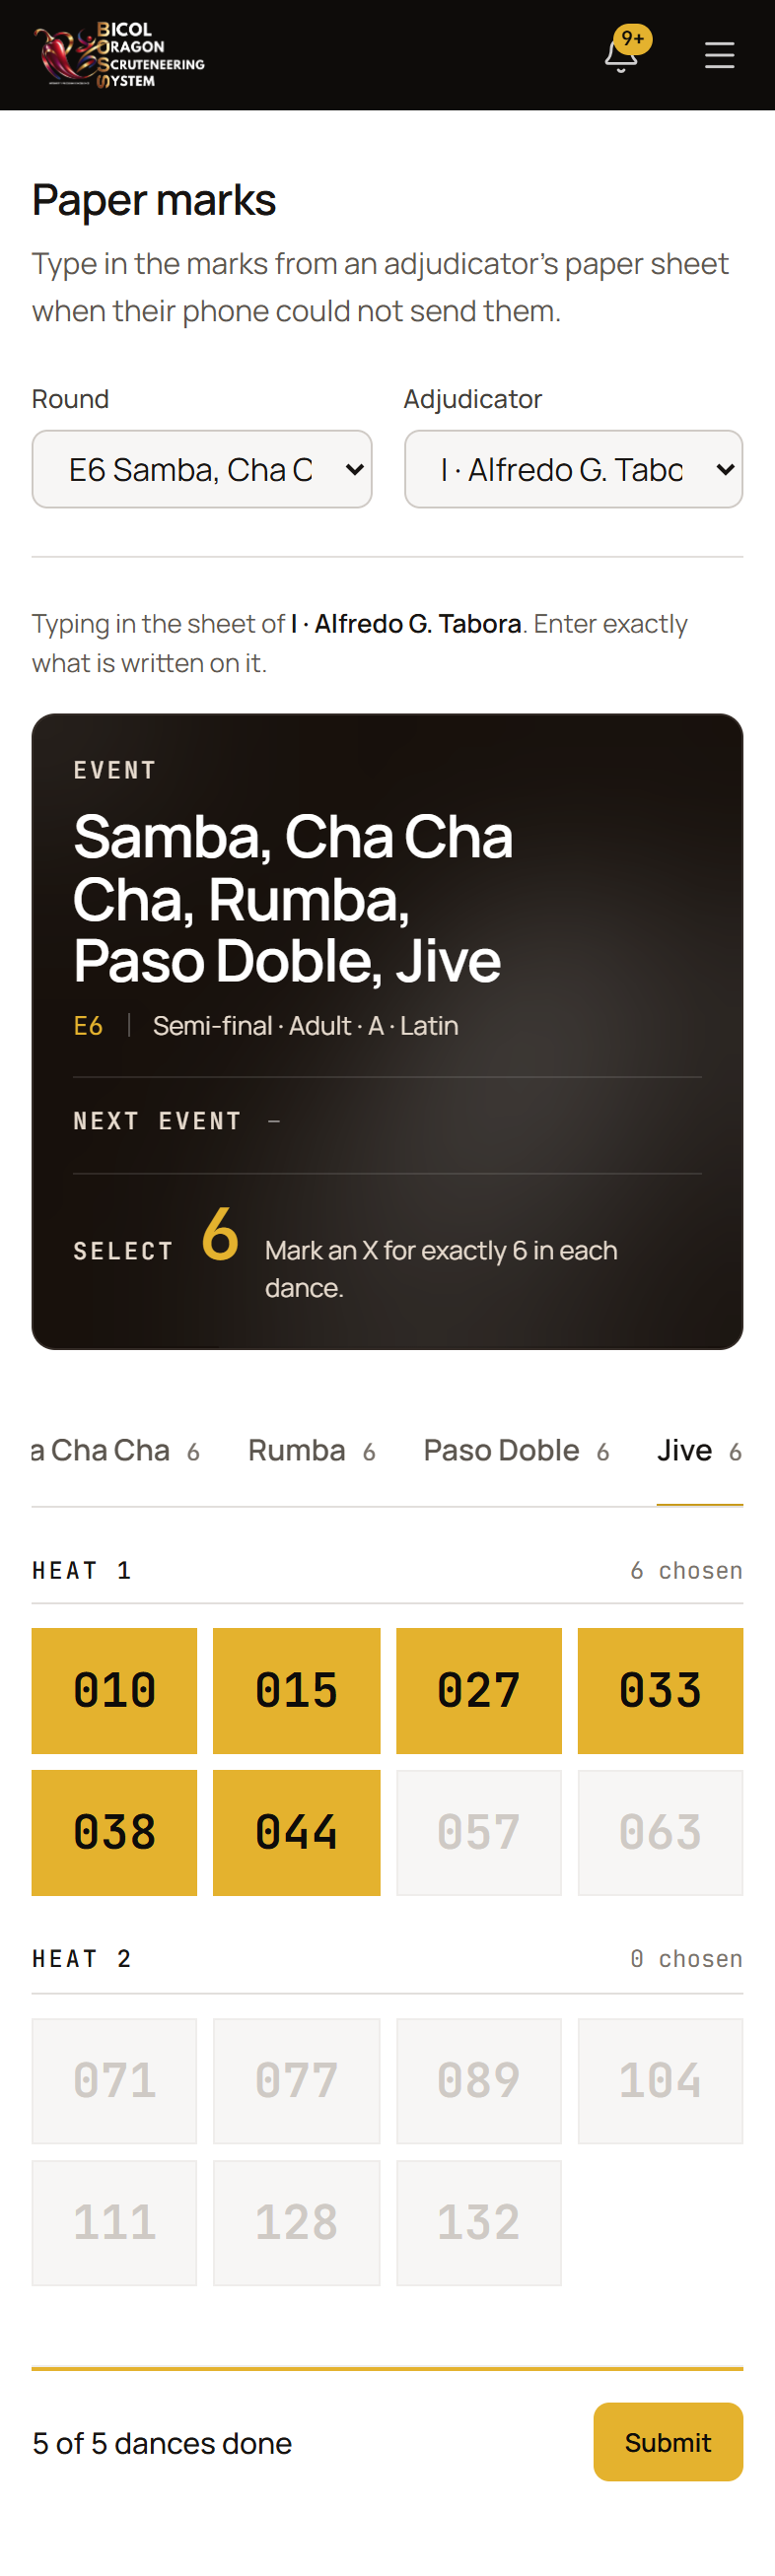 BICOL
DRAGON
SCRUTENEERING
SYSTEM
9+
Paper marks
Type in the marks from an adjudicator's paper sheet
when their phone could not send them.
Round
Adjudicator
E6 Samba, Cha C
I · Alfredo G. Tabo
Typing in the sheet of I · Alfredo G. Tabora. Enter exactly
what is written on it.
EVENT
Samba, Cha Cha
Cha, Rumba,
Paso Doble, Jive
E6 | Semi-final · Adult · A · Latin
NEXT EVENT –
SELECT 6 Mark an X for exactly 6 in each
dance.
a Cha Cha 6 Rumba 6 Paso Doble 6 Jive 6
HEAT 1 6 chosen
010 015 027 033
038 044 057 063
HEAT 2 0 chosen
071 077 089 104
111 128 132
5 of 5 dances done
Submit